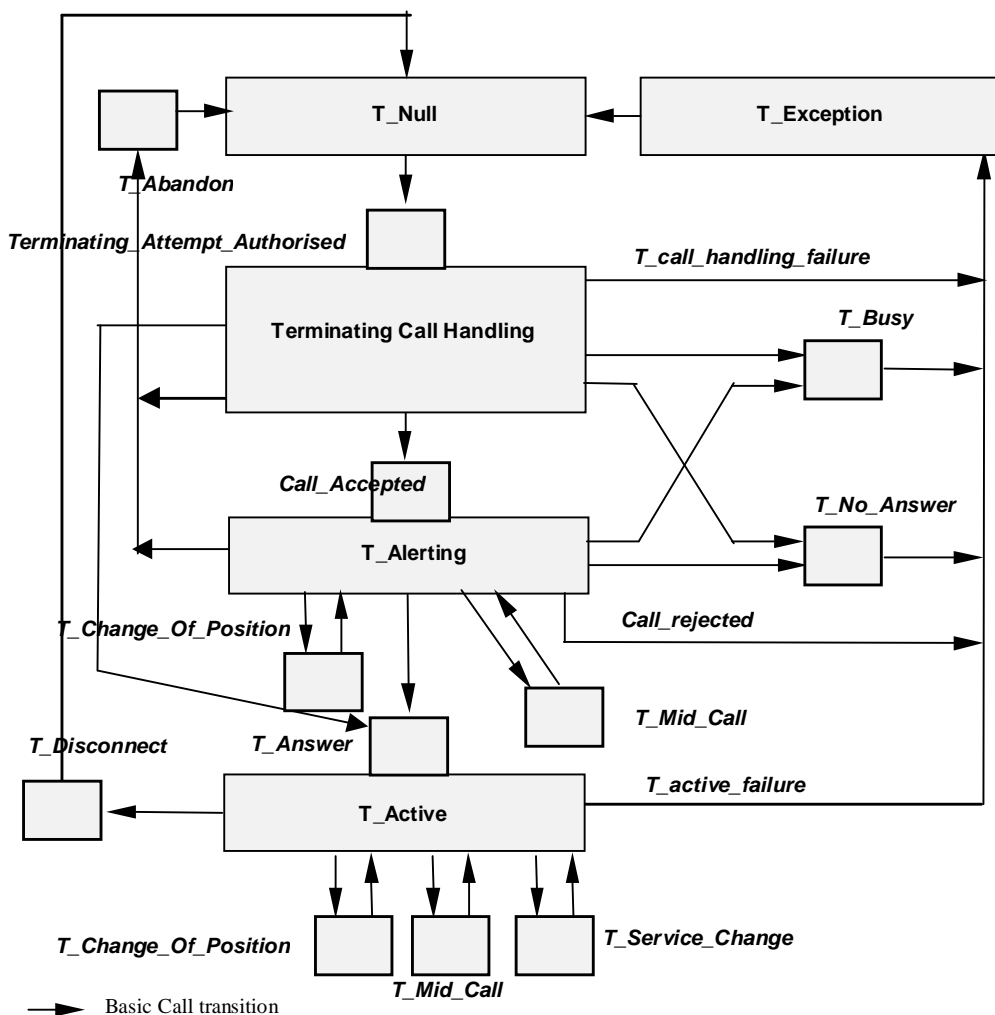 T_Null
T_Exception
T_Abandon
Terminating_Attempt_Authorised
T_call_handling_failure
Terminating Call Handling
T_Busy
Call_Accepted
T_No_Answer
T_Alerting
T_Change_Of_Position
Call_rejected
T_Mid_Call
T_Disconnect
T_Answer
T_active_failure
T_Active
T_Change_Of_Position
T_Service_Change
T_Mid_Call
Basic Call transition